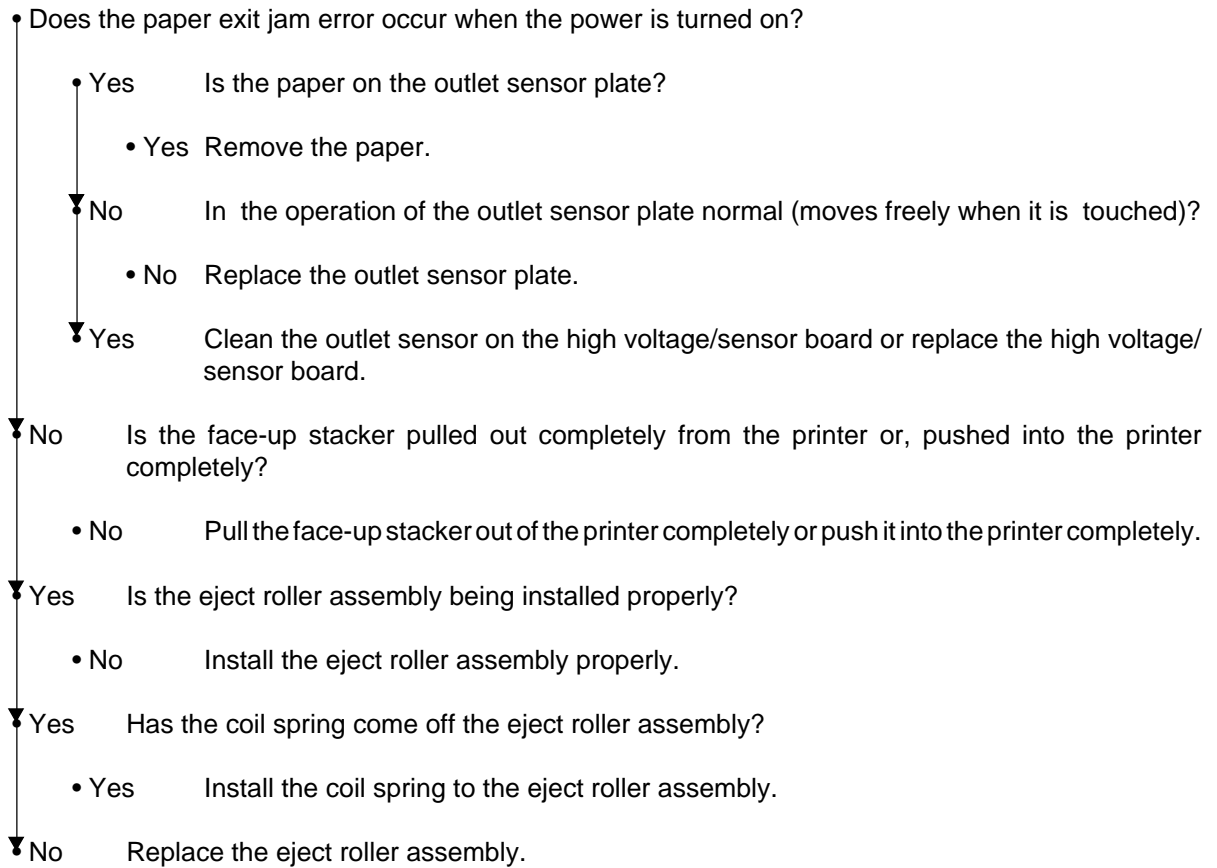 • Does the paper exit jam error occur when the power is turned on?
• Yes Is the paper on the outlet sensor plate?
• Yes Remove the paper.
• No In the operation of the outlet sensor plate normal (moves freely when it is touched)?
• No Replace the outlet sensor plate.
• Yes Clean the outlet sensor on the high voltage/sensor board or replace the high voltage/
sensor board.
• No Is the face-up stacker pulled out completely from the printer or, pushed into the printer
completely?
• No Pull the face-up stacker out of the printer completely or push it into the printer completely.
• Yes Is the eject roller assembly being installed properly?
• No Install the eject roller assembly properly.
• Yes Has the coil spring come off the eject roller assembly?
• Yes Install the coil spring to the eject roller assembly.
• No Replace the eject roller assembly.